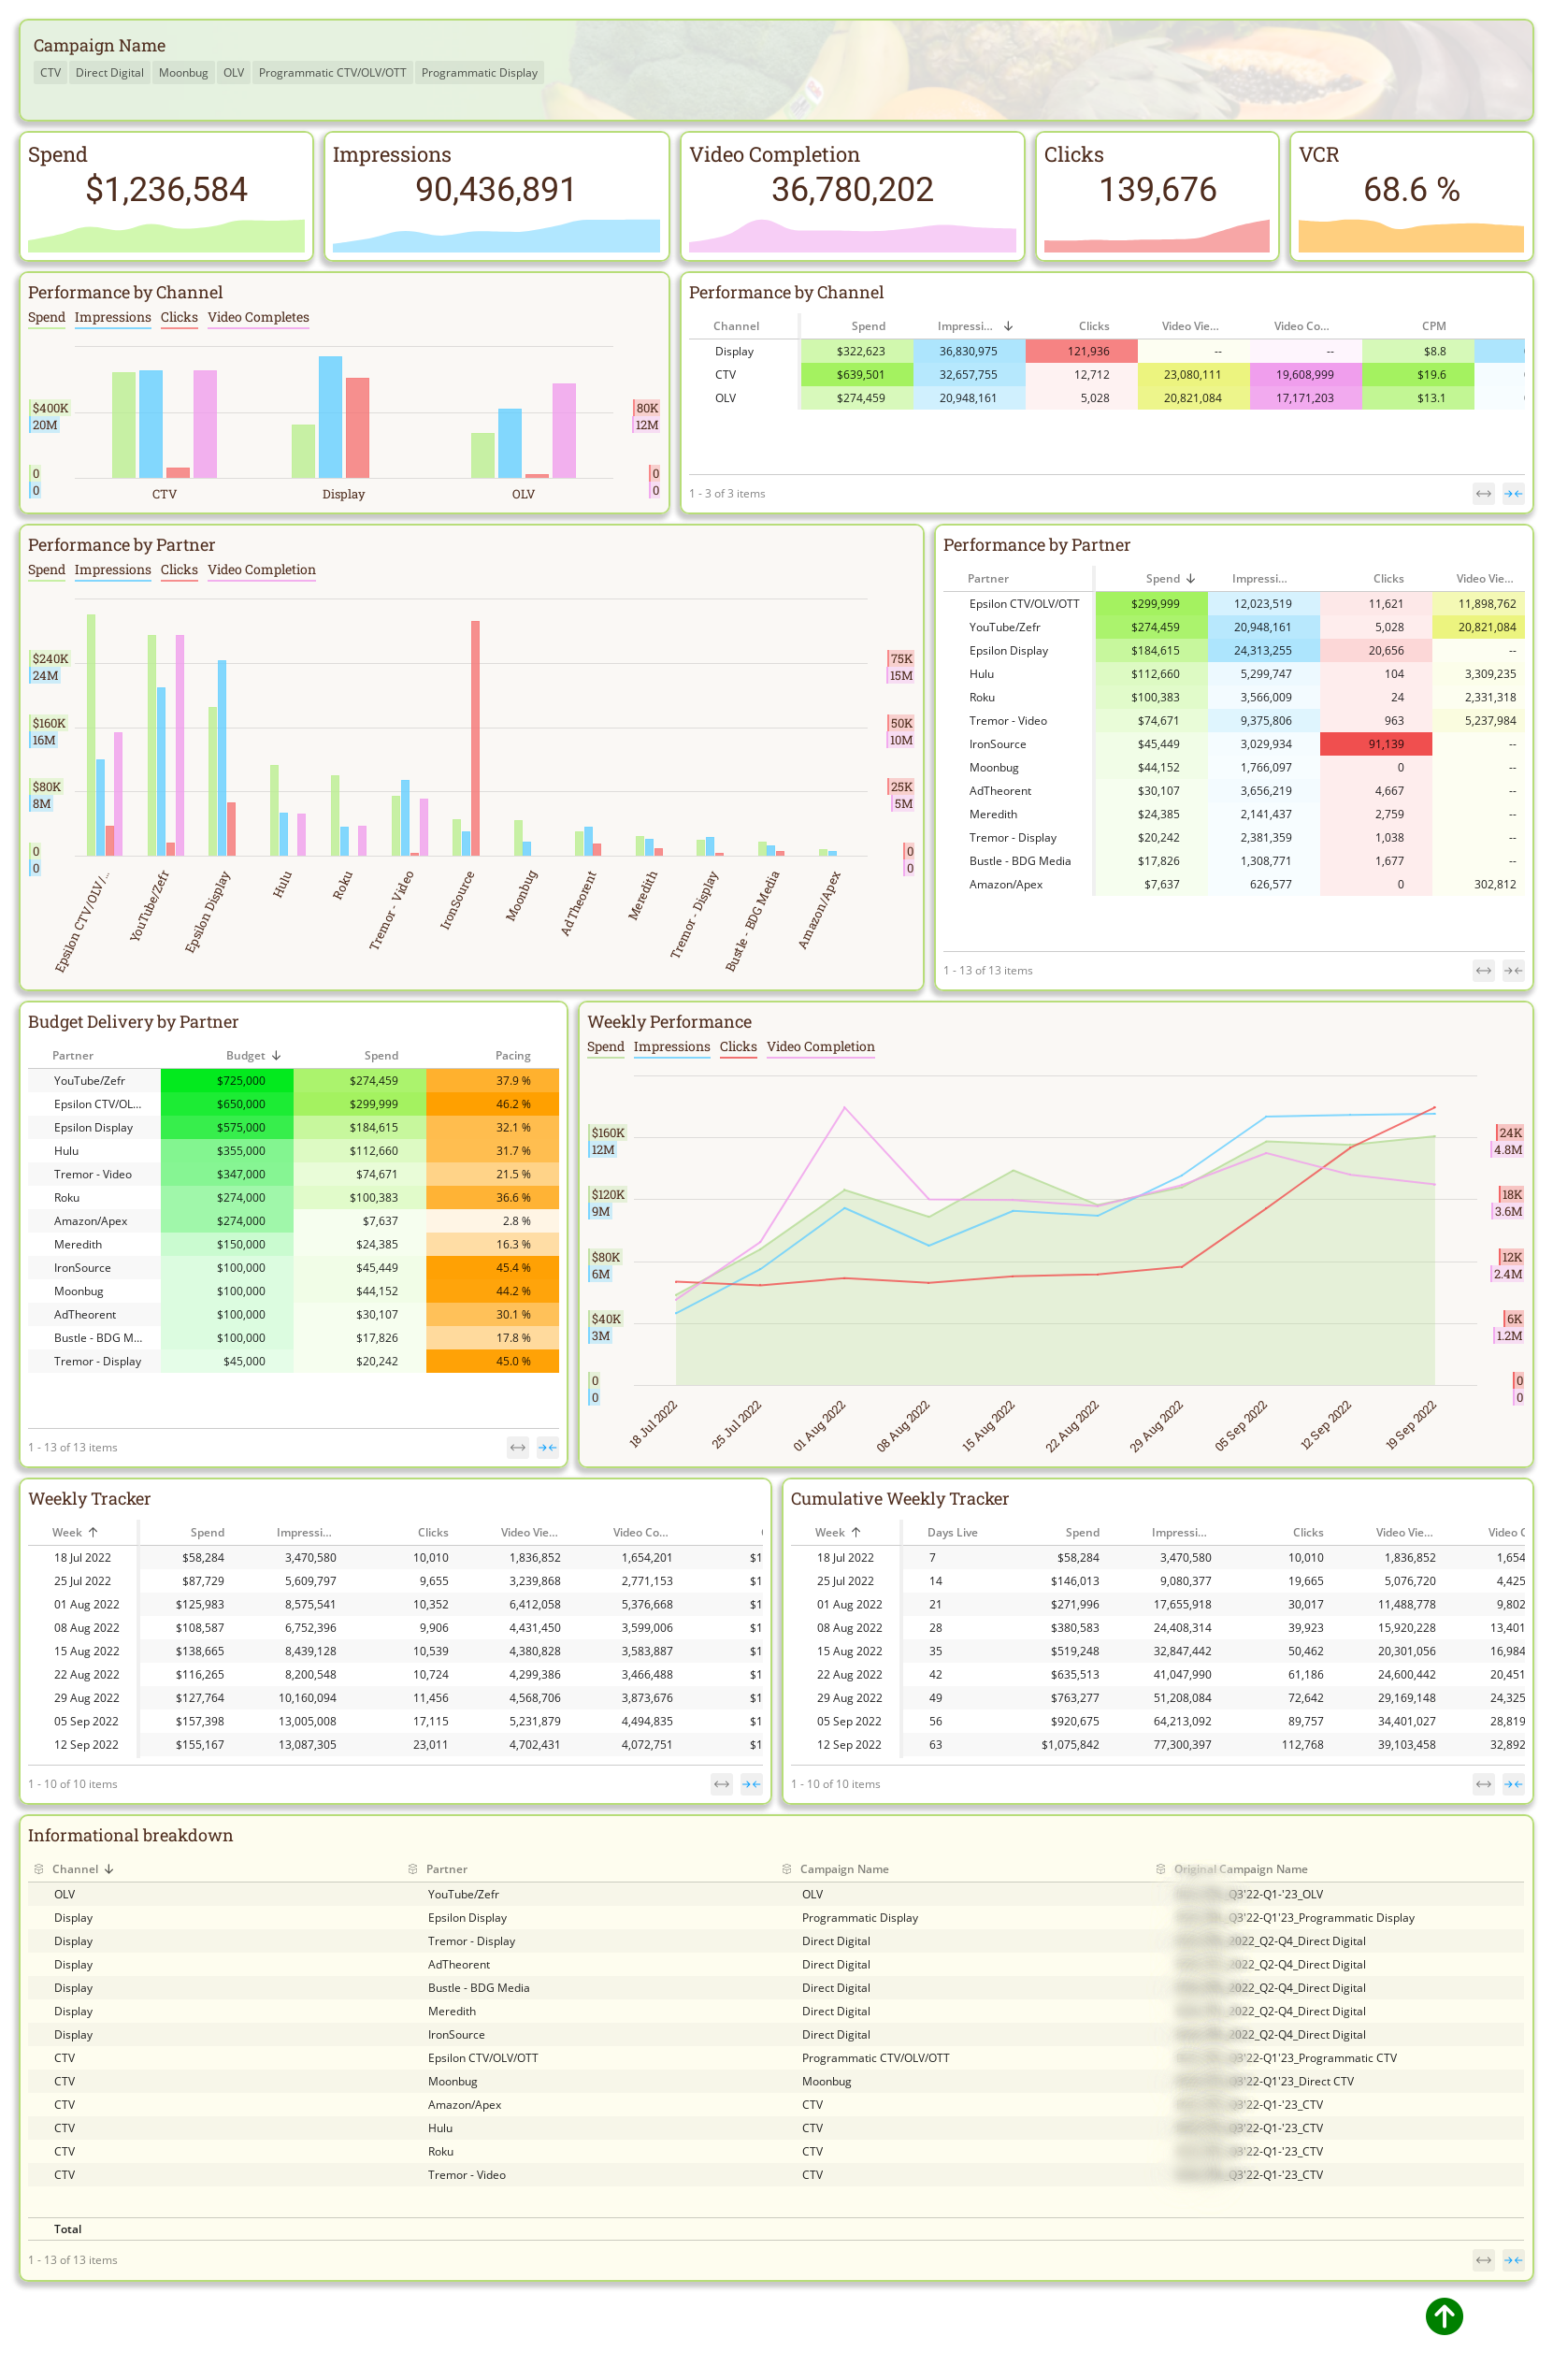 Campaign Name
CTV Direct Digital Moonbug OLV Programmatic CTV/OLV/OTT Programmatic Display
Spend
$1,236,584
Impressions
90,436,891
Video Completion
36,780,202
Clicks
139,676
VCR
68.6 %
Performance by Channel
Spend Impressions Clicks Video Completes
$400K 80K
20M 12M
0 0
0 0
CTV Display OLV
Performance by Channel
Channel Spend Impressi... Clicks Video Vie... Video Co... CPM
Display $322,623 36,830,975 121,936 -- -- $8.8
CTV $639,501 32,657,755 12,712 23,080,111 19,608,999 $19.6
OLV $274,459 20,948,161 5,028 20,821,084 17,171,203 $13.1
1 - 3 of 3 items
Performance by Partner
Spend Impressions Clicks Video Completion
$240K 75K
24M 15M
$160K 50K
16M 10M
$80K 25K
8M 5M
0 0
0 0
Epsilon CTV/OLV/... YouTube/Zefr Epsilon Display Hulu Roku Tremor - Video IronSource Moonbug AdTheorent Meredith Tremor - Display Bustle - BDG Media Amazon/Apex
Performance by Partner
Partner Spend Impressi... Clicks Video Vie...
Epsilon CTV/OLV/OTT $299,999 12,023,519 11,621 11,898,762
YouTube/Zefr $274,459 20,948,161 5,028 20,821,084
Epsilon Display $184,615 24,313,255 20,656 --
Hulu $112,660 5,299,747 104 3,309,235
Roku $100,383 3,566,009 24 2,331,318
Tremor - Video $74,671 9,375,806 963 5,237,984
IronSource $45,449 3,029,934 91,139 --
Moonbug $44,152 1,766,097 0 --
AdTheorent $30,107 3,656,219 4,667 --
Meredith $24,385 2,141,437 2,759 --
Tremor - Display $20,242 2,381,359 1,038 --
Bustle - BDG Media $17,826 1,308,771 1,677 --
Amazon/Apex $7,637 626,577 0 302,812
1 - 13 of 13 items
Budget Delivery by Partner
Partner Budget Spend Pacing
YouTube/Zefr $725,000 $274,459 37.9 %
Epsilon CTV/OL... $650,000 $299,999 46.2 %
Epsilon Display $575,000 $184,615 32.1 %
Hulu $355,000 $112,660 31.7 %
Tremor - Video $347,000 $74,671 21.5 %
Roku $274,000 $100,383 36.6 %
Amazon/Apex $274,000 $7,637 2.8 %
Meredith $150,000 $24,385 16.3 %
IronSource $100,000 $45,449 45.4 %
Moonbug $100,000 $44,152 44.2 %
AdTheorent $100,000 $30,107 30.1 %
Bustle - BDG M... $100,000 $17,826 17.8 %
Tremor - Display $45,000 $20,242 45.0 %
1 - 13 of 13 items
Weekly Performance
Spend Impressions Clicks Video Completion
$160K 24K
12M 4.8M
$120K 18K
9M 3.6M
$80K 12K
6M 2.4M
$40K 6K
3M 1.2M
0 0
0 0
18 Jul 2022 25 Jul 2022 01 Aug 2022 08 Aug 2022 15 Aug 2022 22 Aug 2022 29 Aug 2022 05 Sep 2022 12 Sep 2022 19 Sep 2022
Weekly Tracker
Week Spend Impressi... Clicks Video Vie... Video Co...
18 Jul 2022 $58,284 3,470,580 10,010 1,836,852 1,654,201 $1
25 Jul 2022 $87,729 5,609,797 9,655 3,239,868 2,771,153 $1
01 Aug 2022 $125,983 8,575,541 10,352 6,412,058 5,376,668 $1
08 Aug 2022 $108,587 6,752,396 9,906 4,431,450 3,599,006 $1
15 Aug 2022 $138,665 8,439,128 10,539 4,380,828 3,583,887 $1
22 Aug 2022 $116,265 8,200,548 10,724 4,299,386 3,466,488 $1
29 Aug 2022 $127,764 10,160,094 11,456 4,568,706 3,873,676 $1
05 Sep 2022 $157,398 13,005,008 17,115 5,231,879 4,494,835 $1
12 Sep 2022 $155,167 13,087,305 23,011 4,702,431 4,072,751 $1
1 - 10 of 10 items
Cumulative Weekly Tracker
Week Days Live Spend Impressi... Clicks Video Vie... Video C
18 Jul 2022 7 $58,284 3,470,580 10,010 1,836,852 1,654
25 Jul 2022 14 $146,013 9,080,377 19,665 5,076,720 4,425
01 Aug 2022 21 $271,996 17,655,918 30,017 11,488,778 9,802
08 Aug 2022 28 $380,583 24,408,314 39,923 15,920,228 13,401
15 Aug 2022 35 $519,248 32,847,442 50,462 20,301,056 16,984
22 Aug 2022 42 $635,513 41,047,990 61,186 24,600,442 20,451
29 Aug 2022 49 $763,277 51,208,084 72,642 29,169,148 24,325
05 Sep 2022 56 $920,675 64,213,092 89,757 34,401,027 28,819
12 Sep 2022 63 $1,075,842 77,300,397 112,768 39,103,458 32,892
1 - 10 of 10 items
Informational breakdown
Channel Partner Campaign Name Original Campaign Name
OLV YouTube/Zefr OLV _Q3'22-Q1-'23_OLV
Display Epsilon Display Programmatic Display _Q3'22-Q1'23_Programmatic Display
Display Tremor - Display Direct Digital _2022_Q2-Q4_Direct Digital
Display AdTheorent Direct Digital _2022_Q2-Q4_Direct Digital
Display Bustle - BDG Media Direct Digital _2022_Q2-Q4_Direct Digital
Display Meredith Direct Digital _2022_Q2-Q4_Direct Digital
Display IronSource Direct Digital _2022_Q2-Q4_Direct Digital
CTV Epsilon CTV/OLV/OTT Programmatic CTV/OLV/OTT _Q3'22-Q1'23_Programmatic CTV
CTV Moonbug Moonbug _Q3'22-Q1'23_Direct CTV
CTV Amazon/Apex CTV _Q3'22-Q1-'23_CTV
CTV Hulu CTV _Q3'22-Q1-'23_CTV
CTV Roku CTV _Q3'22-Q1-'23_CTV
CTV Tremor - Video CTV _Q3'22-Q1-'23_CTV
Total
1 - 13 of 13 items